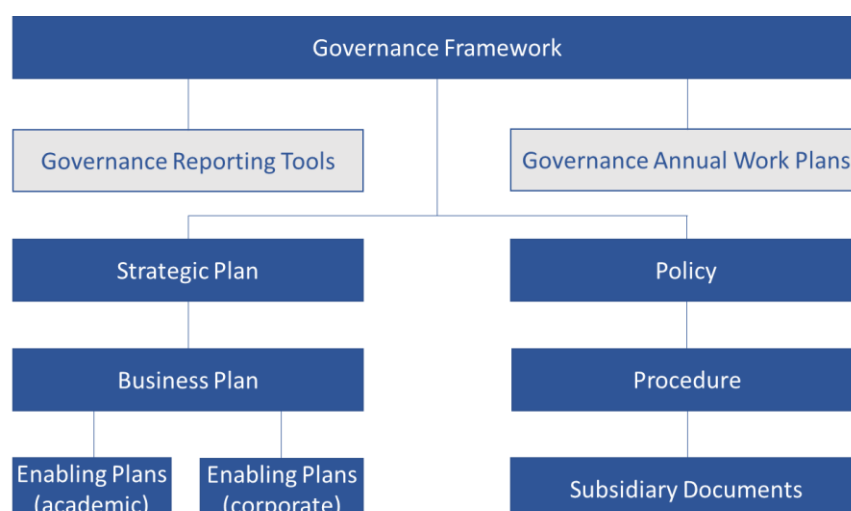 Governance Framework
Governance Reporting Tools
Governance Annual Work Plans
Strategic Plan
Policy
Business Plan
Procedure
Enabling Plans
(academic)
Enabling Plans
(corporate)
Subsidiary Documents